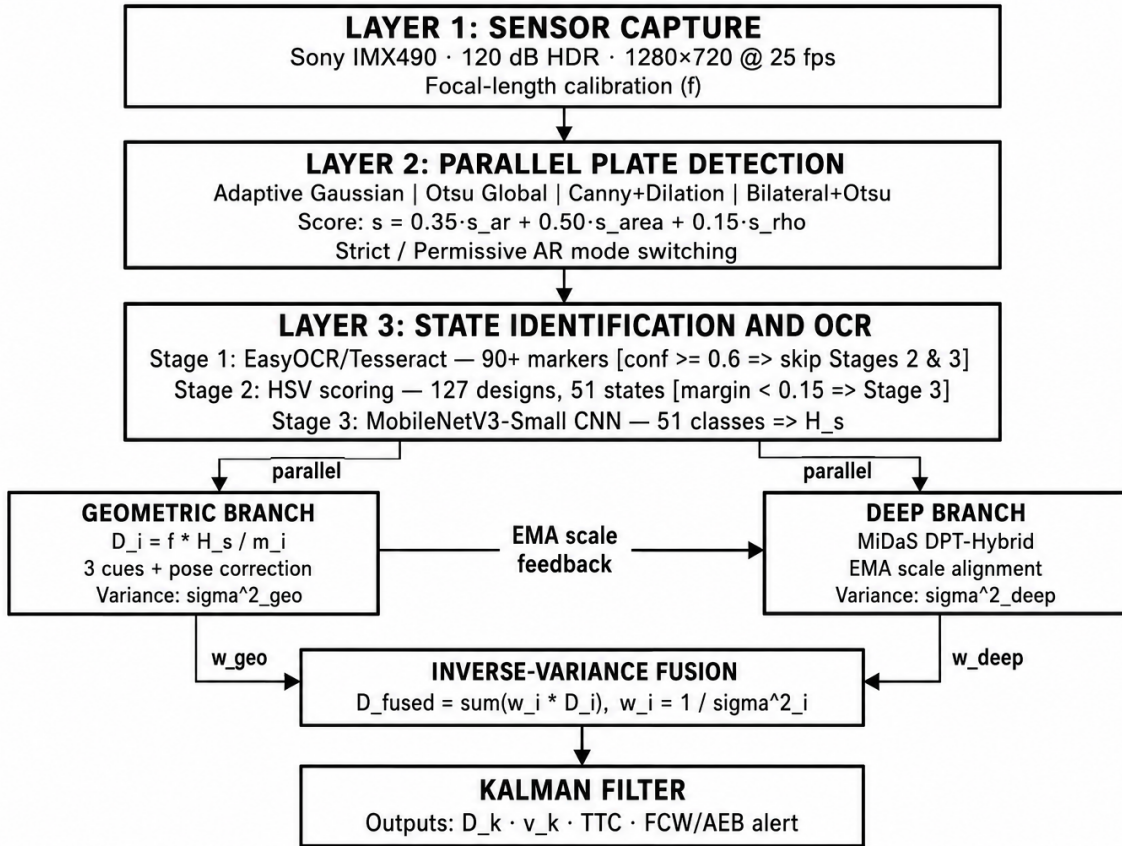 LAYER 1: SENSOR CAPTURE
Sony IMX490 · 120 dB HDR · 1280×720 @ 25 fps
Focal-length calibration (f)
LAYER 2: PARALLEL PLATE DETECTION
Adaptive Gaussian | Otsu Global | Canny+Dilation | Bilateral+Otsu
Score: s = 0.35·s_ar + 0.50·s_area + 0.15·s_rho
Strict / Permissive AR mode switching
LAYER 3: STATE IDENTIFICATION AND OCR
Stage 1: EasyOCR/Tesseract — 90+ markers [conf >= 0.6 => skip Stages 2 & 3]
Stage 2: HSV scoring — 127 designs, 51 states [margin < 0.15 => Stage 3]
Stage 3: MobileNetV3-Small CNN — 51 classes => H_s
parallel
parallel
GEOMETRIC BRANCH
D_i = f * H_s / m_i
3 cues + pose correction
Variance: sigma^2_geo
EMA scale
feedback
DEEP BRANCH
MiDaS DPT-Hybrid
EMA scale alignment
Variance: sigma^2_deep
w_geo
w_deep
INVERSE-VARIANCE FUSION
D_fused = sum(w_i * D_i), w_i = 1 / sigma^2_i
KALMAN FILTER
Outputs: D_k · v_k · TTC · FCW/AEB alert